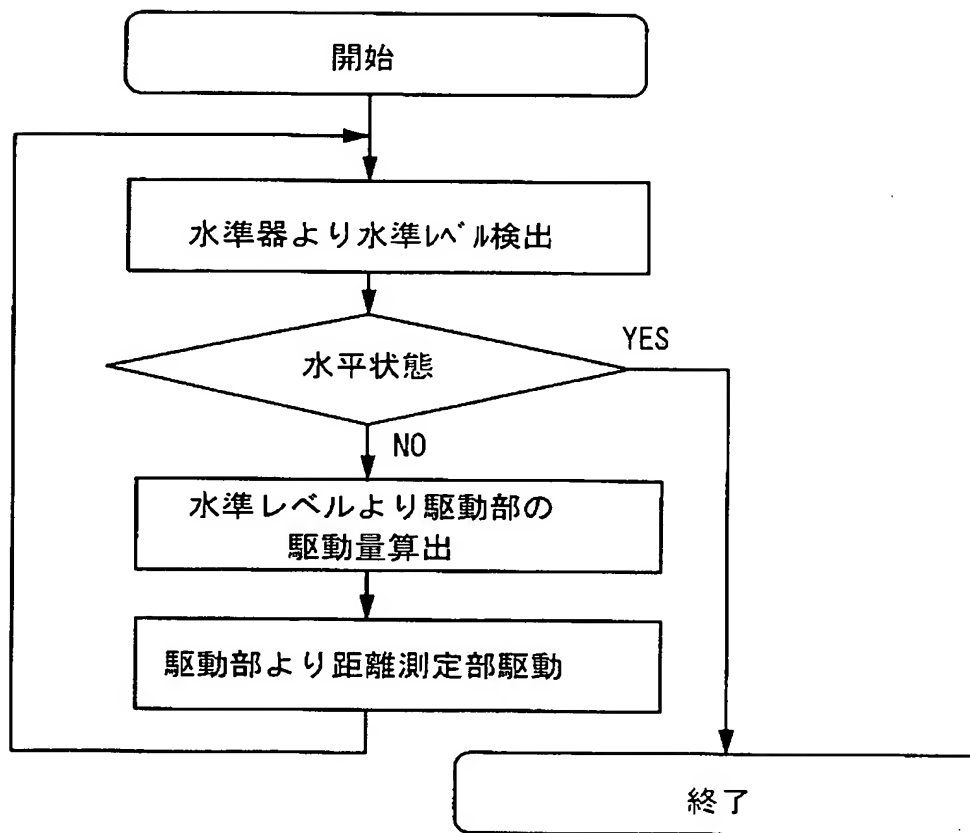 開始
水準器より水準ﾚﾍﾞﾙ検出
水平状態
YES
NO
水準レベルより駆動部の
駆動量算出
駆動部より距離測定部駆動
終了